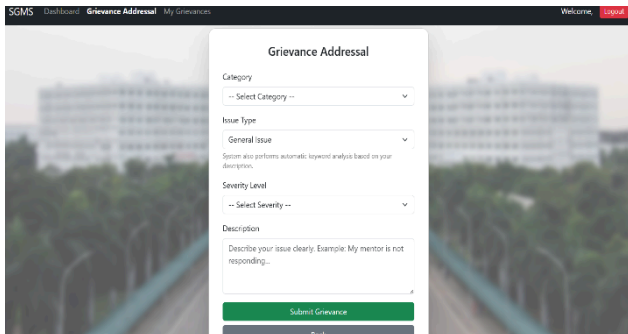 SGMS Dashboard Grievance Addressal My Grievances Welcome, Logout
Grievance Addressal
Category
-- Select Category --
Issue Type
General Issue
System also performs automatic keyword analysis based on your
description.
Severity Level
-- Select Severity --
Description
Describe your issue clearly. Example: My mentor is not
responding...
Submit Grievance